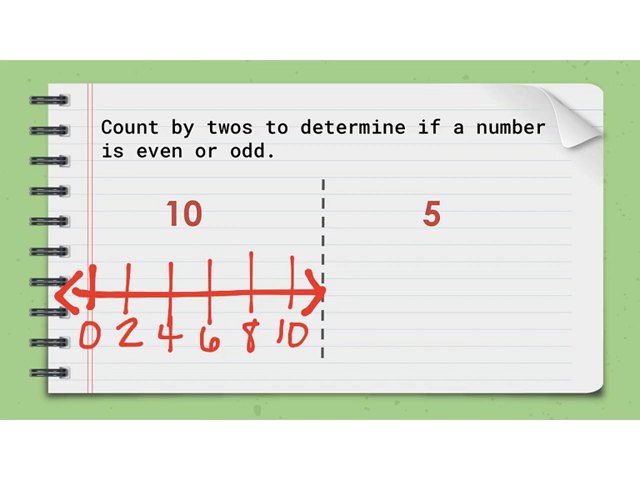 Count by twos to determine if a number
is even or odd.
10 5
0 2 4 6 8 10